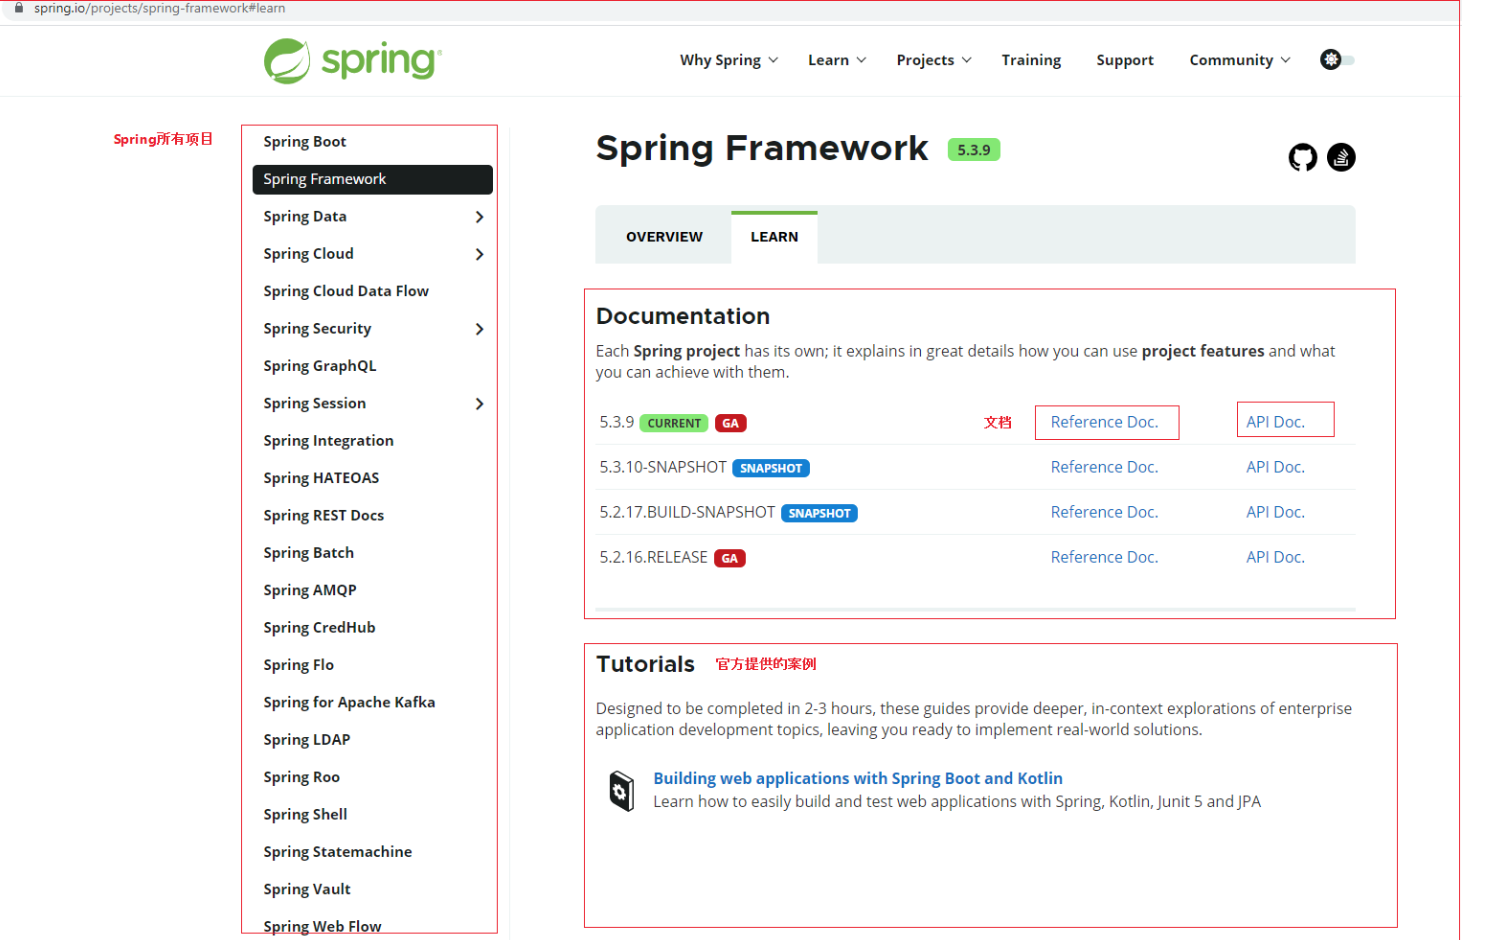 spring.io/projects/spring-framework#learn
spring
Why Spring
Learn
Projects
Training
Support
Community
Spring所有项目
Spring Boot
Spring Framework
Spring Data
Spring Cloud
Spring Cloud Data Flow
Spring Security
Spring GraphQL
Spring Session
Spring Integration
Spring HATEOAS
Spring REST Docs
Spring Batch
Spring AMQP
Spring CredHub
Spring Flo
Spring for Apache Kafka
Spring LDAP
Spring Roo
Spring Shell
Spring Statemachine
Spring Vault
Spring Web Flow
Spring Framework 5.3.9
OVERVIEW
LEARN
Documentation
Each Spring project has its own; it explains in great details how you can use project features and what
you can achieve with them.
5.3.9 CURRENT GA 文档 Reference Doc. API Doc.
5.3.10-SNAPSHOT SNAPSHOT Reference Doc. API Doc.
5.2.17.BUILD-SNAPSHOT SNAPSHOT Reference Doc. API Doc.
5.2.16.RELEASE GA Reference Doc. API Doc.
Tutorials 官方提供的案例
Designed to be completed in 2-3 hours, these guides provide deeper, in-context explorations of enterprise
application development topics, leaving you ready to implement real-world solutions.
Building web applications with Spring Boot and Kotlin
Learn how to easily build and test web applications with Spring, Kotlin, Junit 5 and JPA